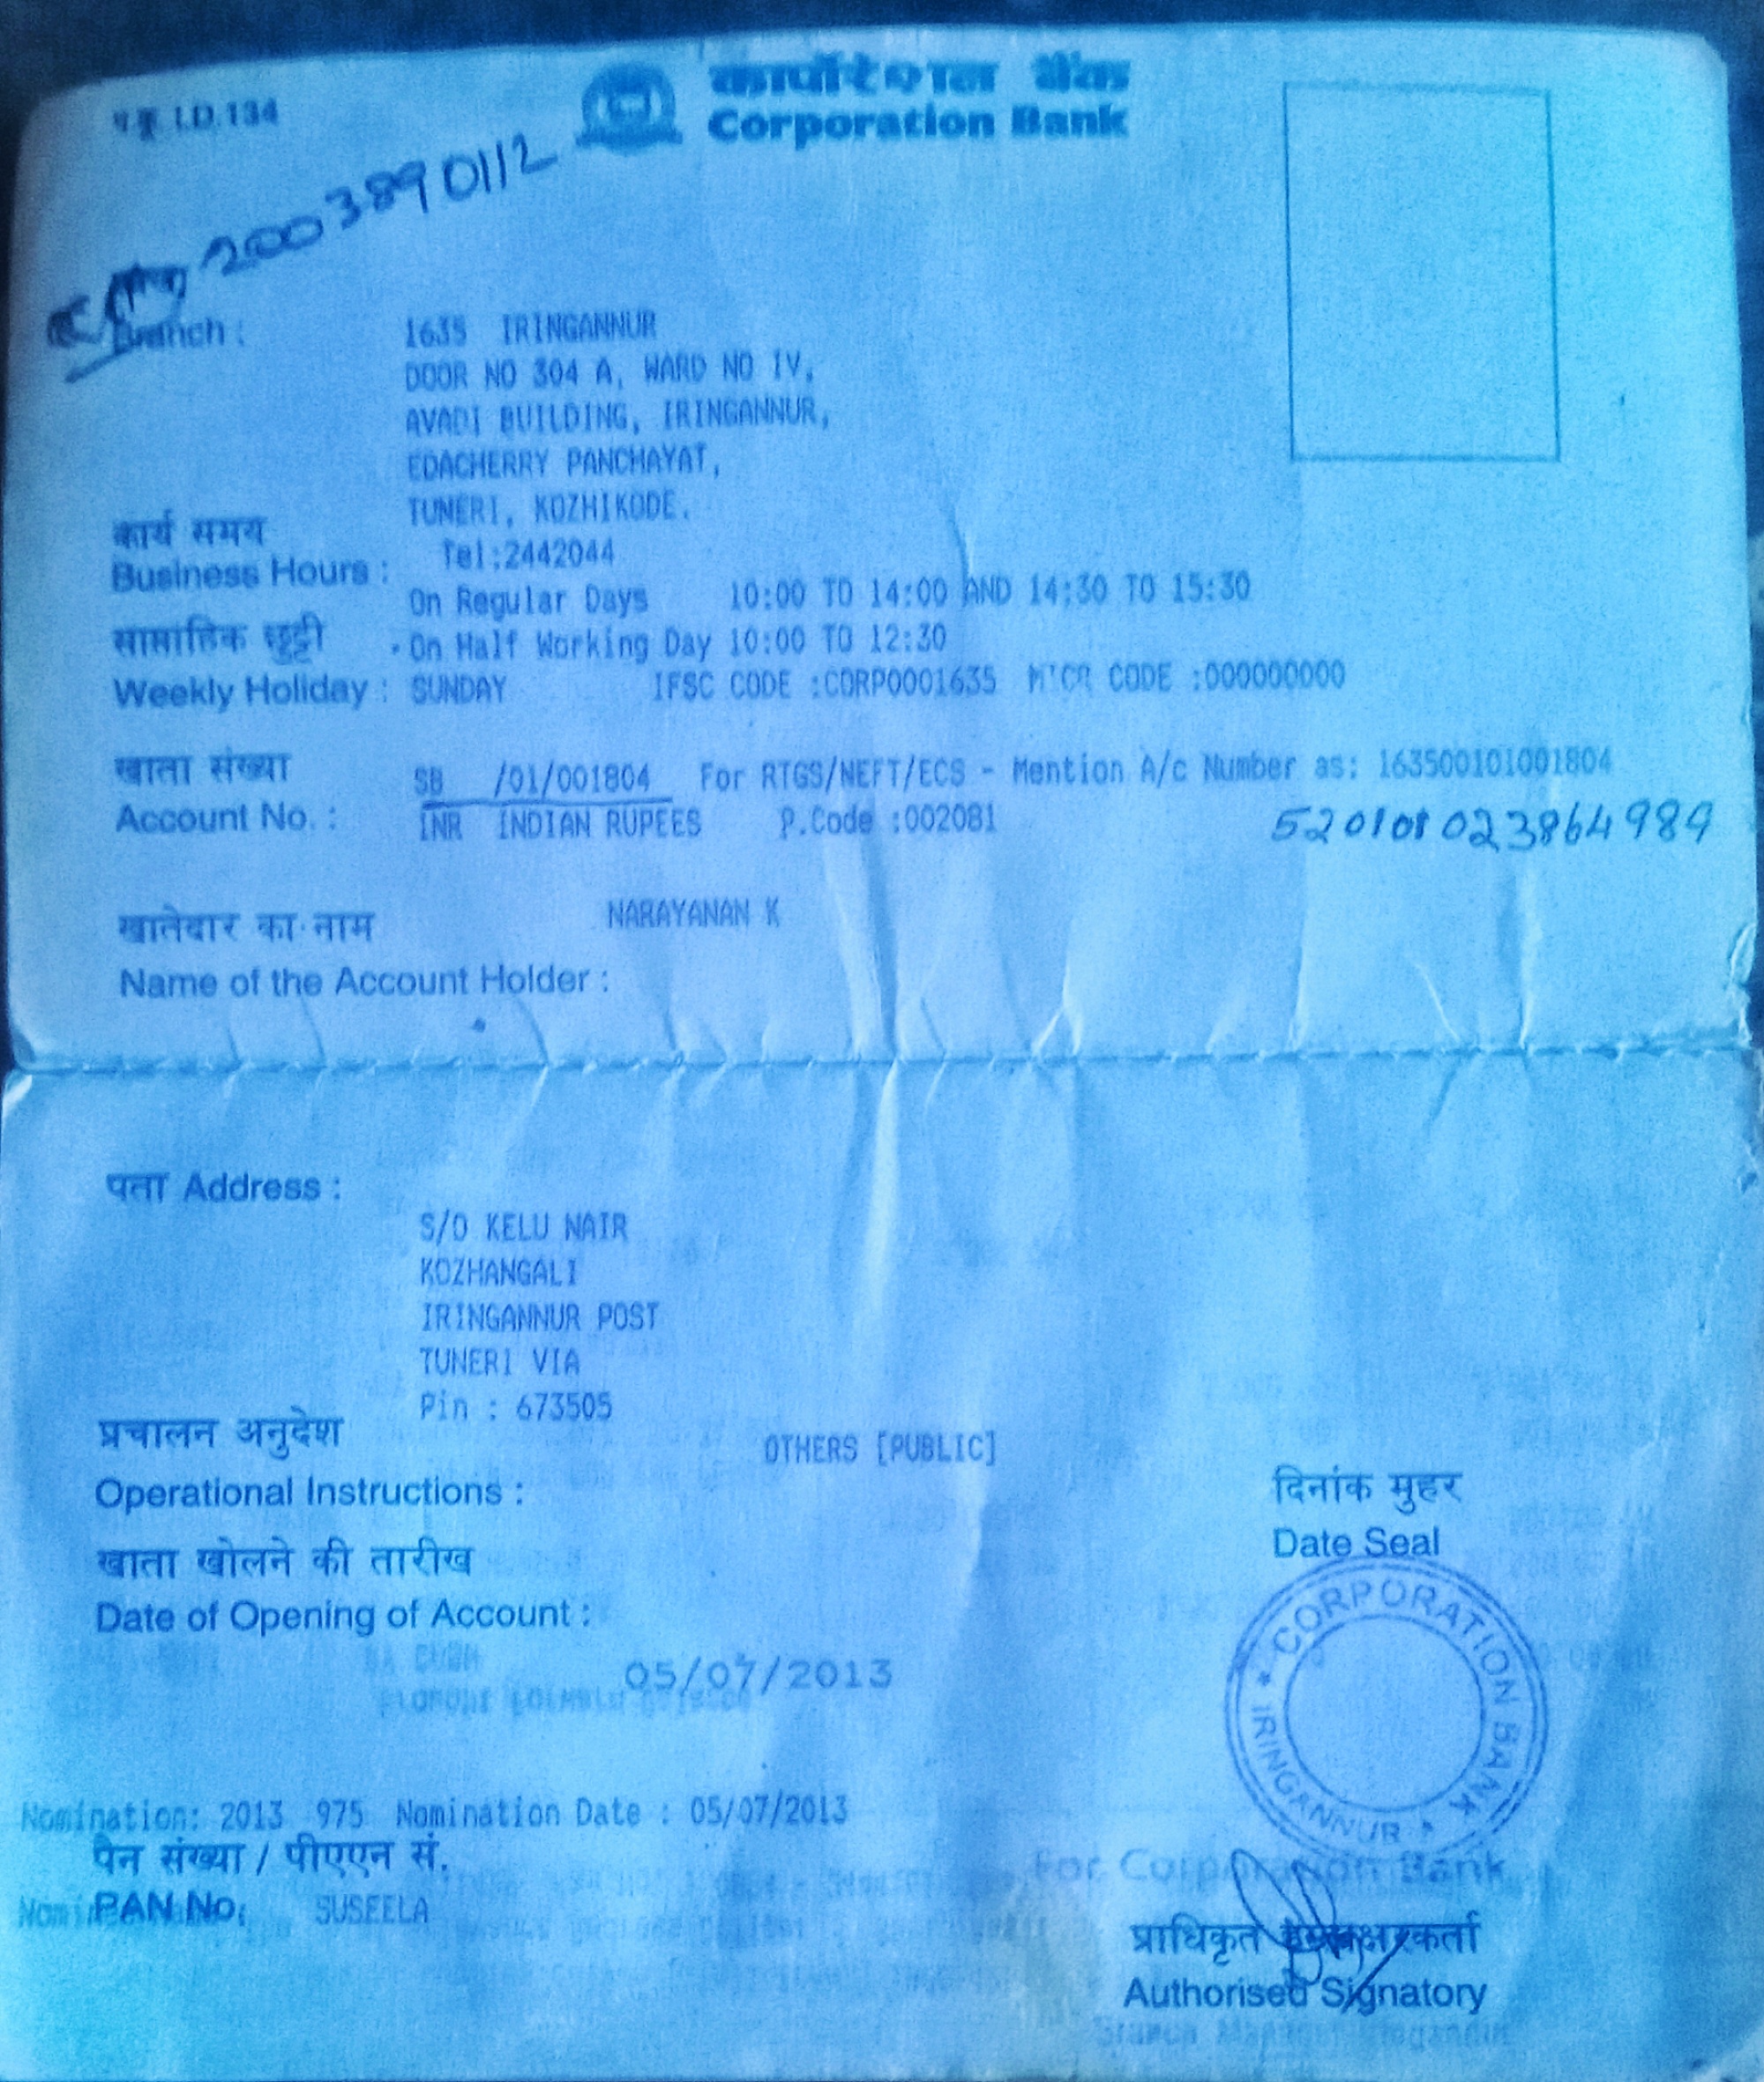 I.D.134
कार्पोरेशन बैंक
Corporation Bank
2003890112
Branch :
1635 IRINGANNUR
DOOR NO 304 A, WARD NO IV,
AVADI BUILDING, IRINGANNUR,
EDACHERRY PANCHAYAT,
TUNERI, KOZHIKODE.
कार्य समय
Tel:2442044
Business Hours :
On Regular Days 10:00 TO 14:00 AND 14:30 TO 15:30
साप्ताहिक छुट्टी
On Half Working Day 10:00 TO 12:30
Weekly Holiday : SUNDAY IFSC CODE :CORP0001635 MICR CODE :000000000
खाता संख्या
SB /01/001804 For RTGS/NEFT/ECS - Mention A/c Number as: 163500101001804
Account No. :
INR INDIAN RUPEES P.Code :002081
520101023864989
खातेदार का नाम
NARAYANAN K
Name of the Account Holder :
पता Address :
S/O KELU NAIR
KOZHANGALI
IRINGANNUR POST
TUNERI VIA
Pin : 673505
प्रचालन अनुदेश
OTHERS [PUBLIC]
Operational Instructions :
दिनांक मुहर
Date Seal
खाता खोलने की तारीख
Date of Opening of Account :
05/07/2013
CORPORATION BANK
IRINGANNUR
Nomination: 2013 975 Nomination Date : 05/07/2013
पैन संख्या / पीएएन सं.
For Corporation Bank
PAN No. SUSEELA
प्राधिकृत हस्ताक्षरकर्ता
Authorised Signatory